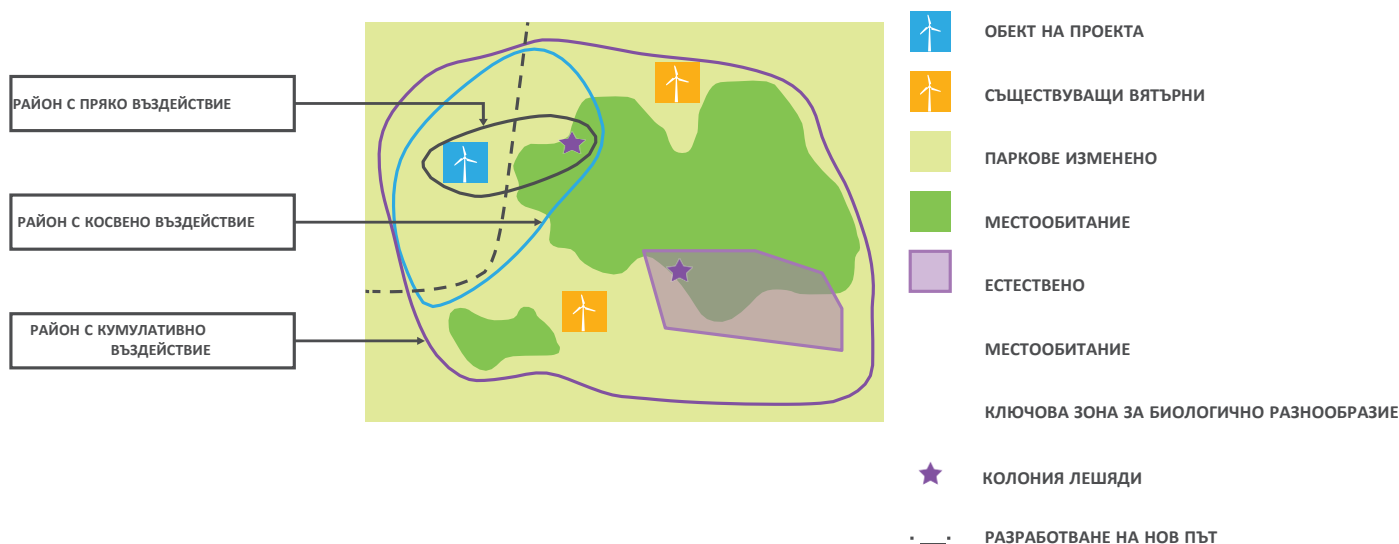 РАЙОН С ПРЯКО ВЪЗДЕЙСТВИЕ
РАЙОН С КОСВЕНО ВЪЗДЕЙСТВИЕ
РАЙОН С КУМУЛАТИВНО
ВЪЗДЕЙСТВИЕ
ОБЕКТ НА ПРОЕКТА
СЪЩЕСТВУВАЩИ ВЯТЪРНИ
ПАРКОВЕ ИЗМЕНЕНО
МЕСТООБИТАНИЕ
ЕСТЕСТВЕНО
МЕСТООБИТАНИЕ
КЛЮЧОВА ЗОНА ЗА БИОЛОГИЧНО РАЗНООБРАЗИЕ
КОЛОНИЯ ЛЕШЯДИ
РАЗРАБОТВАНЕ НА НОВ ПЪТ